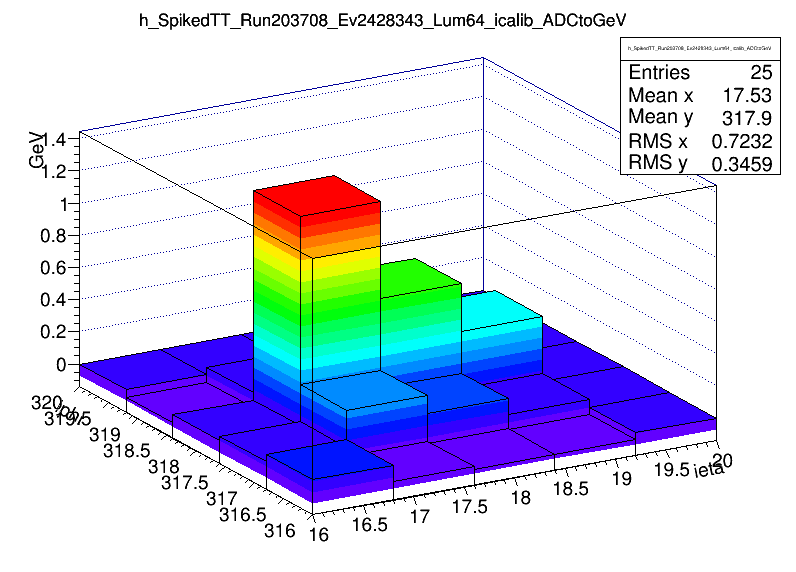 h_SpikedTT_Run203708_Ev2428343_Lum64_icalib_ADCtoGeV
h_SpikedTT_Run203708_Ev2428343_Lum64_icalib_ADCtoGeV
Entries 25
Mean x 17.53
Mean y 317.9
RMS x 0.7232
RMS y 0.3459
GeV
1.4
1.2
1
0.8
0.6
0.4
0.2
0
320
319.5
319
318.5
318
317.5
317
316.5
316
16
16.5
17
17.5
18
18.5
19
19.5
20
ieta